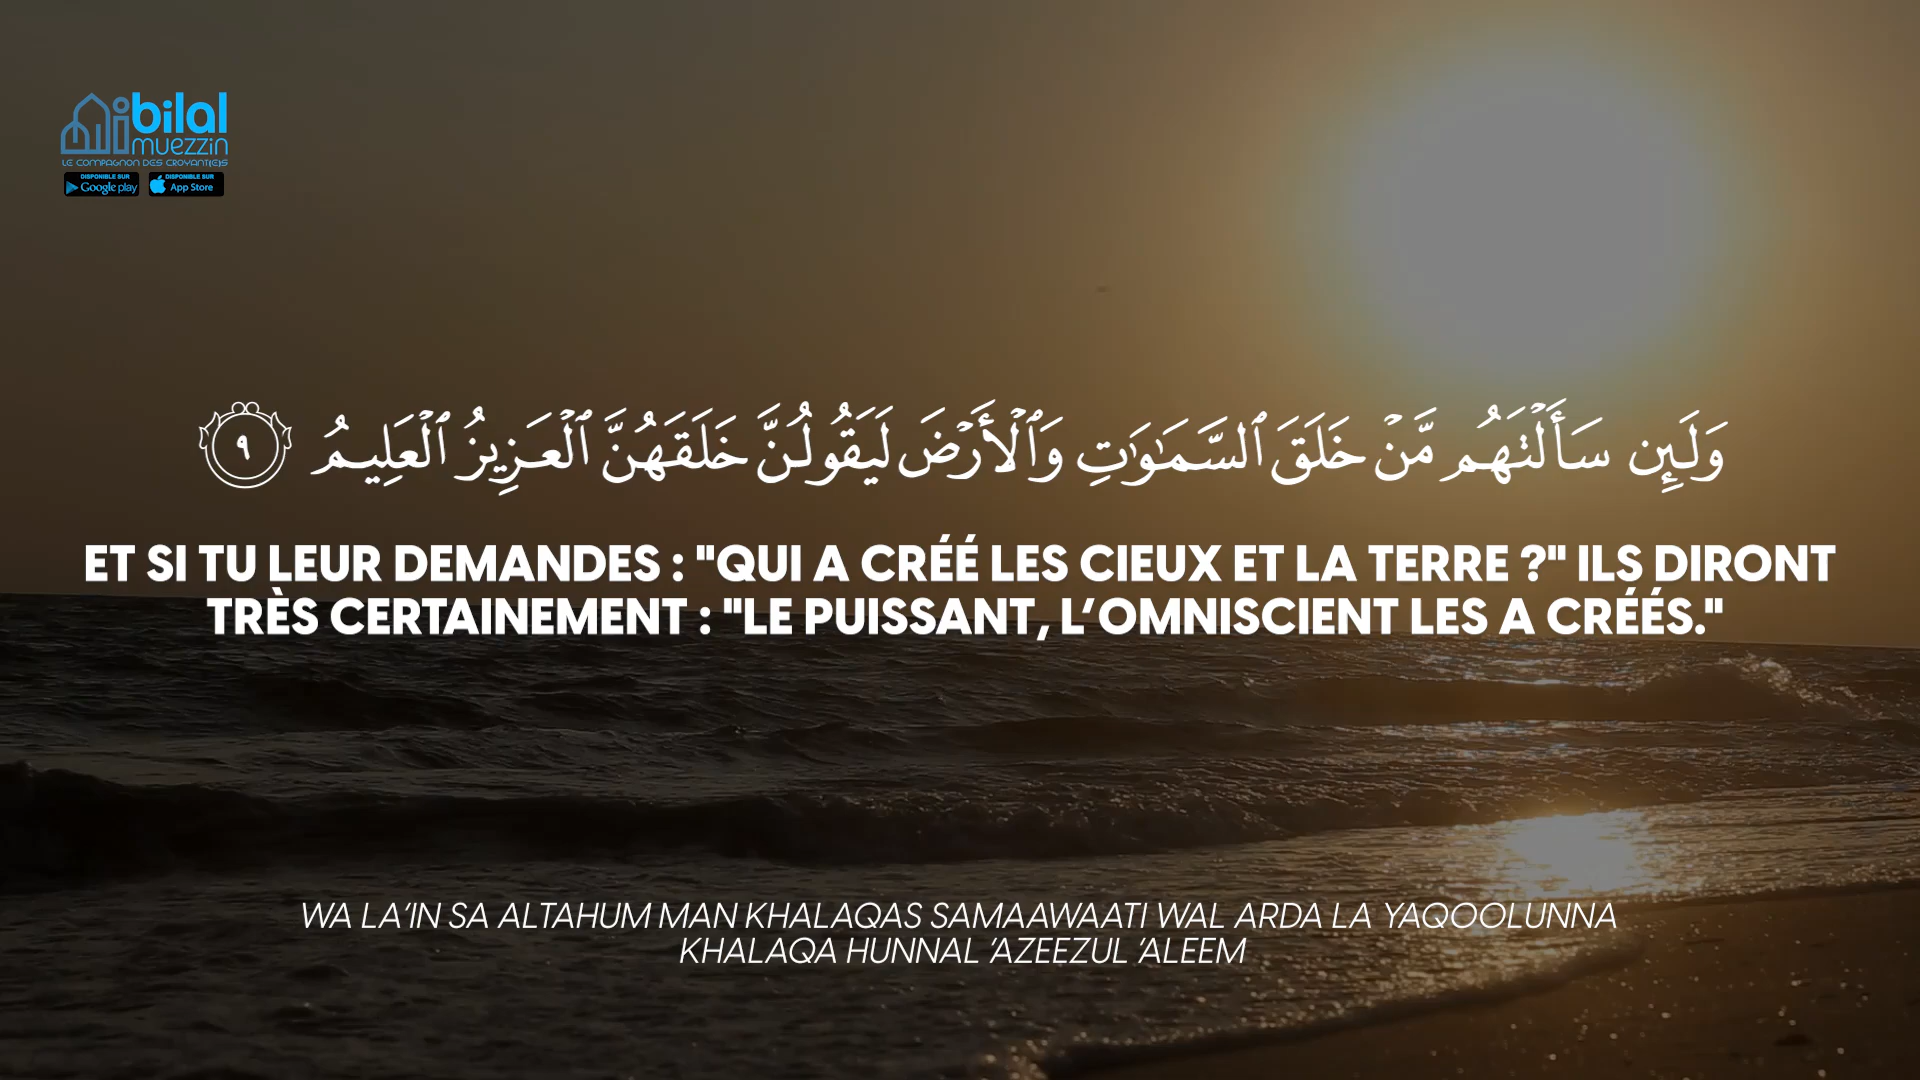 bilal
muezzin
LE COMPAGNON DES CROYANT(E)S
DISPONIBLE SUR
Google play
DISPONIBLE SUR
App Store
وَلَئِن سَأَلْتَهُم مَّنْ خَلَقَ ٱلسَّمَـٰوَٰتِ وَٱلْأَرْضَ لَيَقُولُنَّ خَلَقَهُنَّ ٱلْعَزِيزُ ٱلْعَلِيمُ ٩
ET SI TU LEUR DEMANDES : "QUI A CRÉÉ LES CIEUX ET LA TERRE ?" ILS DIRONT
TRÈS CERTAINEMENT : "LE PUISSANT, L’OMNISCIENT LES A CRÉÉS."
WA LA’IN SA ALTAHUM MAN KHALAQAS SAMAAWAATI WAL ARDA LA YAQOOLUNNA
KHALAQA HUNNAL ‘AZEEZUL ‘ALEEM